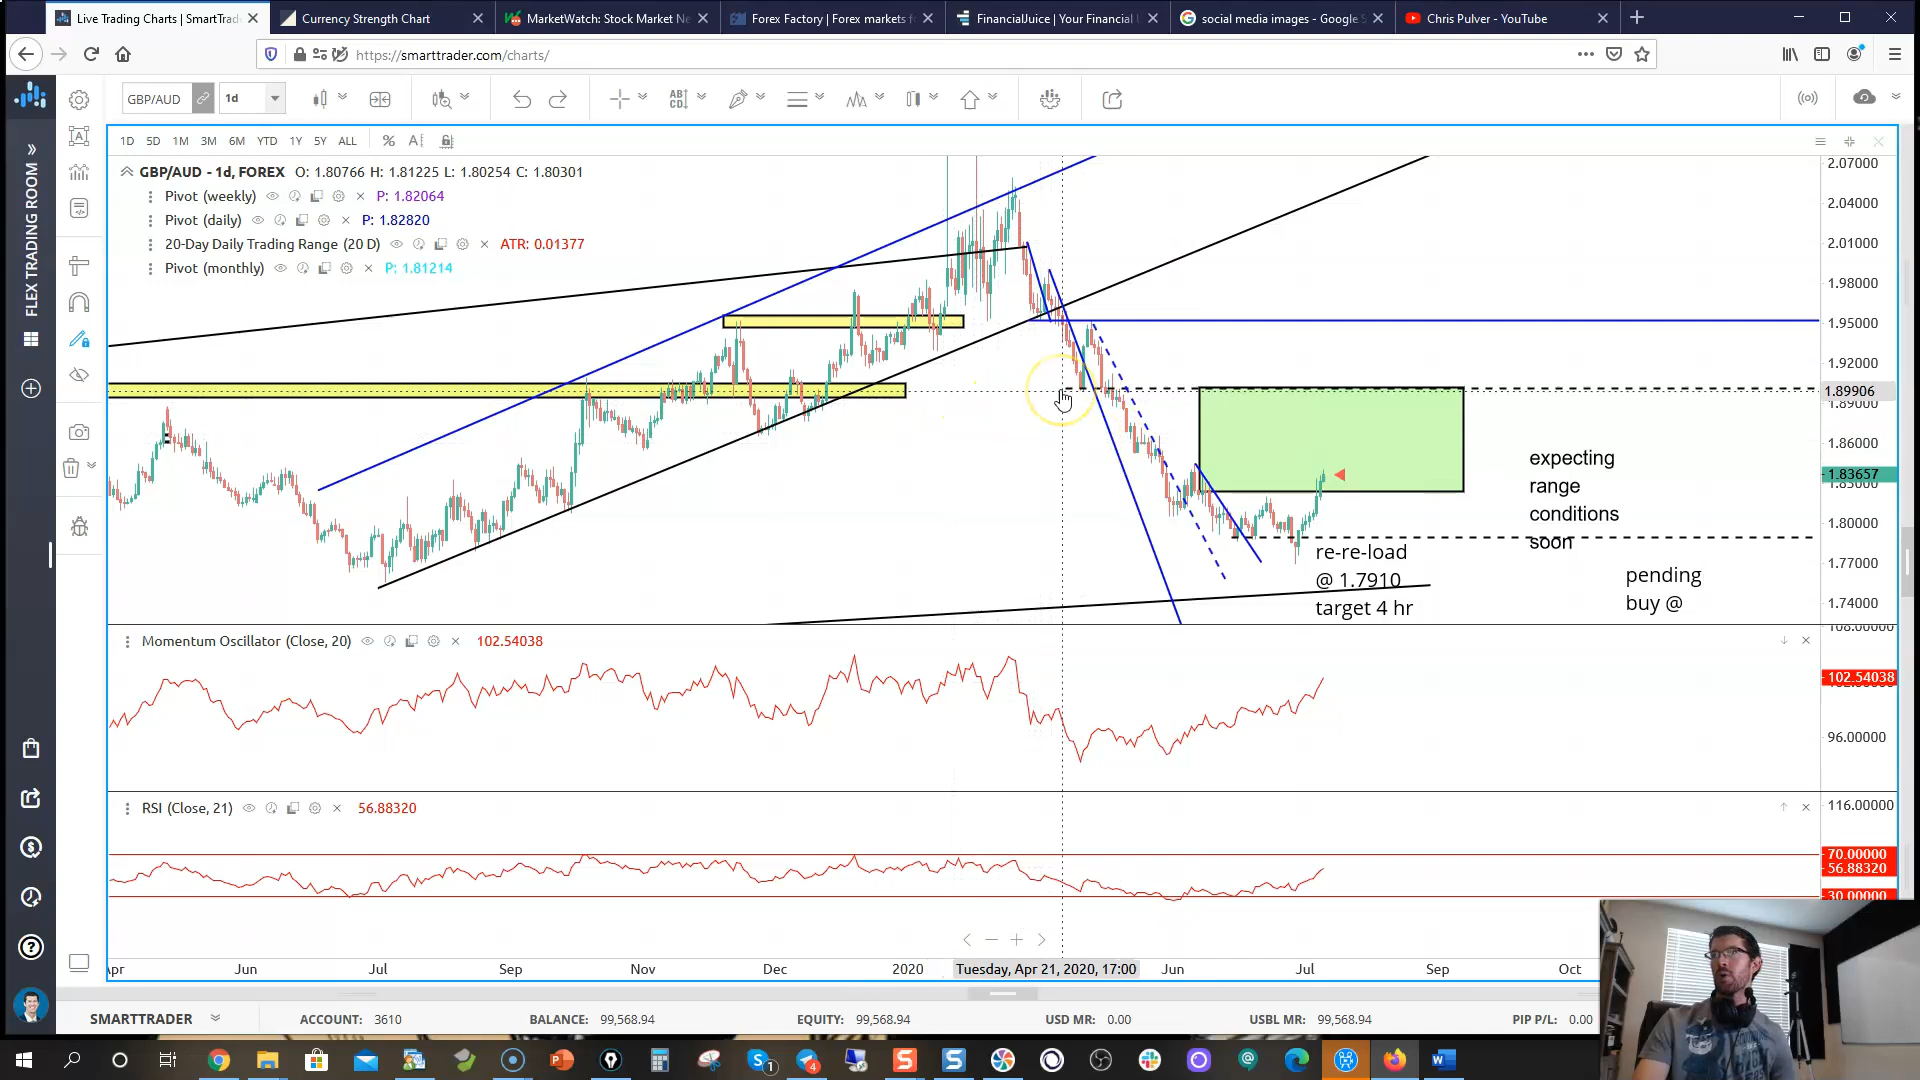 Live Trading Charts | SmartTrad
Currency Strength Chart
MarketWatch: Stock Market Ne
Forex Factory | Forex markets f
FinancialJuice | Your Financial
social media images - Google S
Chris Pulver - YouTube
https://smarttrader.com/charts/
GBP/AUD
1d
AB
CD
1D 5D 1M 3M 6M YTD 1Y 5Y ALL
%
GBP/AUD - 1d, FOREX O: 1.80766 H: 1.81225 L: 1.80254 C: 1.80301
Pivot (weekly) P: 1.82064
Pivot (daily) P: 1.82820
20-Day Daily Trading Range (20 D) ATR: 0.01377
Pivot (monthly) P: 1.81214
FLEX TRADING ROOM
2.07000
2.04000
2.01000
1.98000
1.95000
1.92000
1.89906
1.89000
1.86000
1.83657
1.80000
1.77000
1.74000
expecting
range
conditions
soon
re-re-load
@ 1.7910
target 4 hr
pending
buy @
Momentum Oscillator (Close, 20) 102.54038
108.00000
102.54038
96.00000
RSI (Close, 21) 56.88320
116.00000
70.00000
56.88320
30.00000
pr Jun Jul Sep Nov Dec 2020 Tuesday, Apr 21, 2020, 17:00 Jun Jul Sep Oct
SMARTTRADER ACCOUNT: 3610 BALANCE: 99,568.94 EQUITY: 99,568.94 USD MR: 0.00 USBL MR: 99,568.94 PIP P/L: 0.00